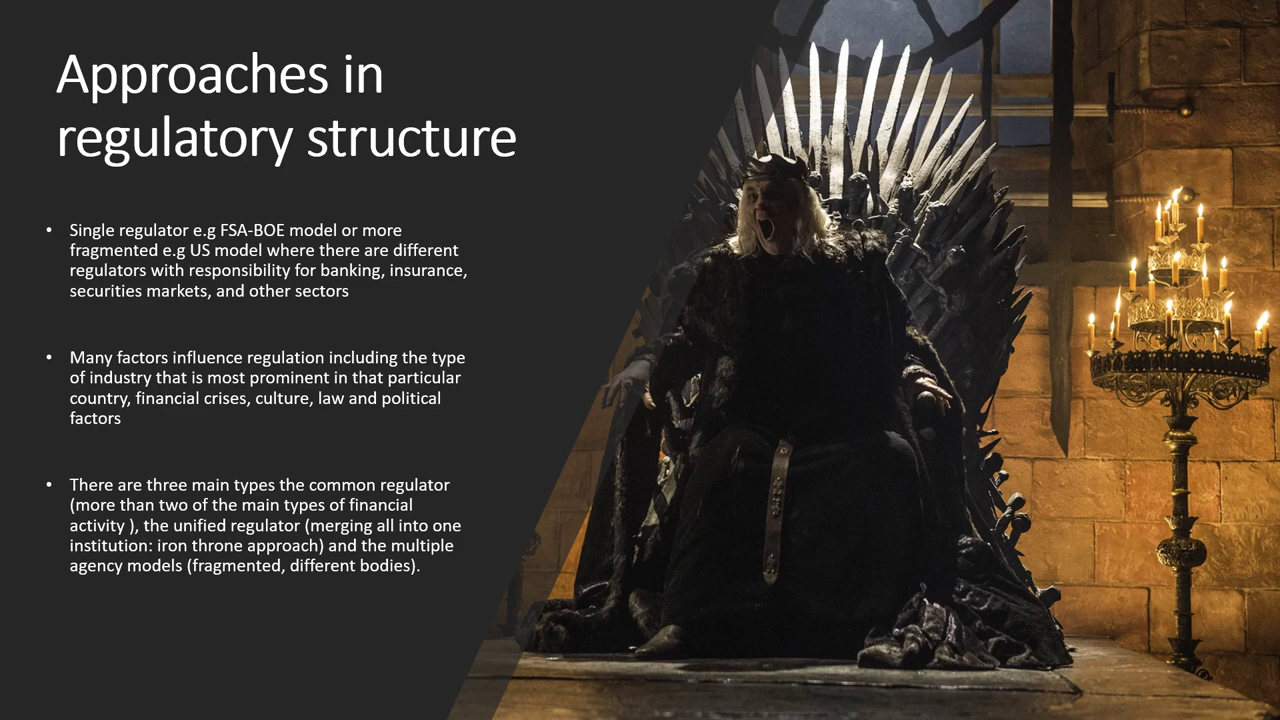 Approaches in
regulatory structure
• Single regulator e.g FSA-BOE model or more
fragmented e.g US model where there are different
regulators with responsibility for banking, insurance,
securities markets, and other sectors
• Many factors influence regulation including the type
of industry that is most prominent in that particular
country, financial crises, culture, law and political
factors
• There are three main types the common regulator
(more than two of the main types of financial
activity ), the unified regulator (merging all into one
institution: iron throne approach) and the multiple
agency models (fragmented, different bodies).